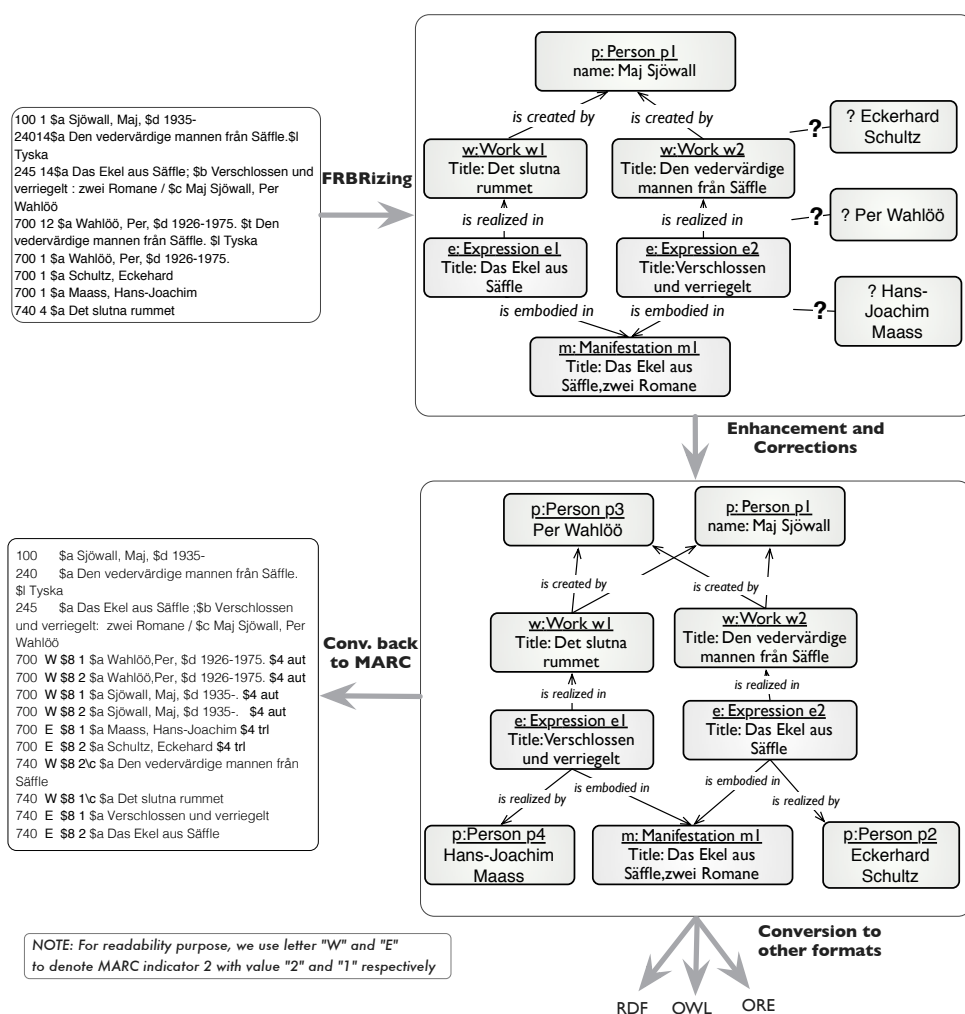 100 1 $a Sjöwall, Maj, $d 1935-
24014$a Den vedervärdige mannen från Säffle.$l
Tyska
245 14$a Das Ekel aus Säffle; $b Verschlossen und
verriegelt : zwei Romane / $c Maj Sjöwall, Per
Wahlöö
700 12 $a Wahlöö, Per, $d 1926-1975. $t Den
vedervärdige mannen från Säffle. $l Tyska
700 1 $a Wahlöö, Per, $d 1926-1975.
700 1 $a Schultz, Eckehard
700 1 $a Maass, Hans-Joachim
740 4 $a Det slutna rummet
FRBRizing
p: Person p1
name: Maj Sjöwall
is created by
is created by
w:Work w1
Title: Det slutna
rummet
w:Work w2
Title: Den vedervärdige
mannen från Säffle
is realized in
is realized in
e: Expression e1
Title: Das Ekel aus
Säffle
e: Expression e2
Title:Verschlossen
und verriegelt
is embodied in
is embodied in
m: Manifestation m1
Title: Das Ekel aus
Säffle,zwei Romane
?
? Eckerhard
Schultz
?
? Per Wahlöö
?
? Hans-
Joachim
Maass
Enhancement and
Corrections
p:Person p3
Per Wahlöö
p: Person p1
name: Maj Sjöwall
is created by
is created by
w:Work w1
Title: Det slutna
rummet
w:Work w2
Title: Den vedervärdige
mannen från Säffle
is realized in
is realized in
e: Expression e1
Title:Verschlossen
und verriegelt
e: Expression e2
Title: Das Ekel aus
Säffle
is realized by
is embodied in
is embodied in
is realized by
p:Person p4
Hans-Joachim
Maass
m: Manifestation m1
Title: Das Ekel aus
Säffle,zwei Romane
p:Person p2
Eckerhard
Schultz
Conv. back
to MARC
100 $a Sjöwall, Maj, $d 1935-
240 $a Den vedervärdige mannen från Säffle.
$l Tyska
245 $a Das Ekel aus Säffle ;$b Verschlossen
und verriegelt: zwei Romane / $c Maj Sjöwall, Per
Wahlöö
700 W $8 1 $a Wahlöö,Per, $d 1926-1975. $4 aut
700 W $8 2 $a Wahlöö,Per, $d 1926-1975. $4 aut
700 W $8 1 $a Sjöwall, Maj, $d 1935-. $4 aut
700 W $8 2 $a Sjöwall, Maj, $d 1935-. $4 aut
700 E $8 1 $a Maass, Hans-Joachim $4 trl
700 E $8 2 $a Schultz, Eckehard $4 trl
740 W $8 2\c $a Den vedervärdige mannen från
Säffle
740 W $8 1\c $a Det slutna rummet
740 E $8 1 $a Verschlossen und verriegelt
740 E $8 2 $a Das Ekel aus Säffle
NOTE: For readability purpose, we use letter "W" and "E"
to denote MARC indicator 2 with value "2" and "1" respectively
Conversion to
other formats
RDF OWL ORE